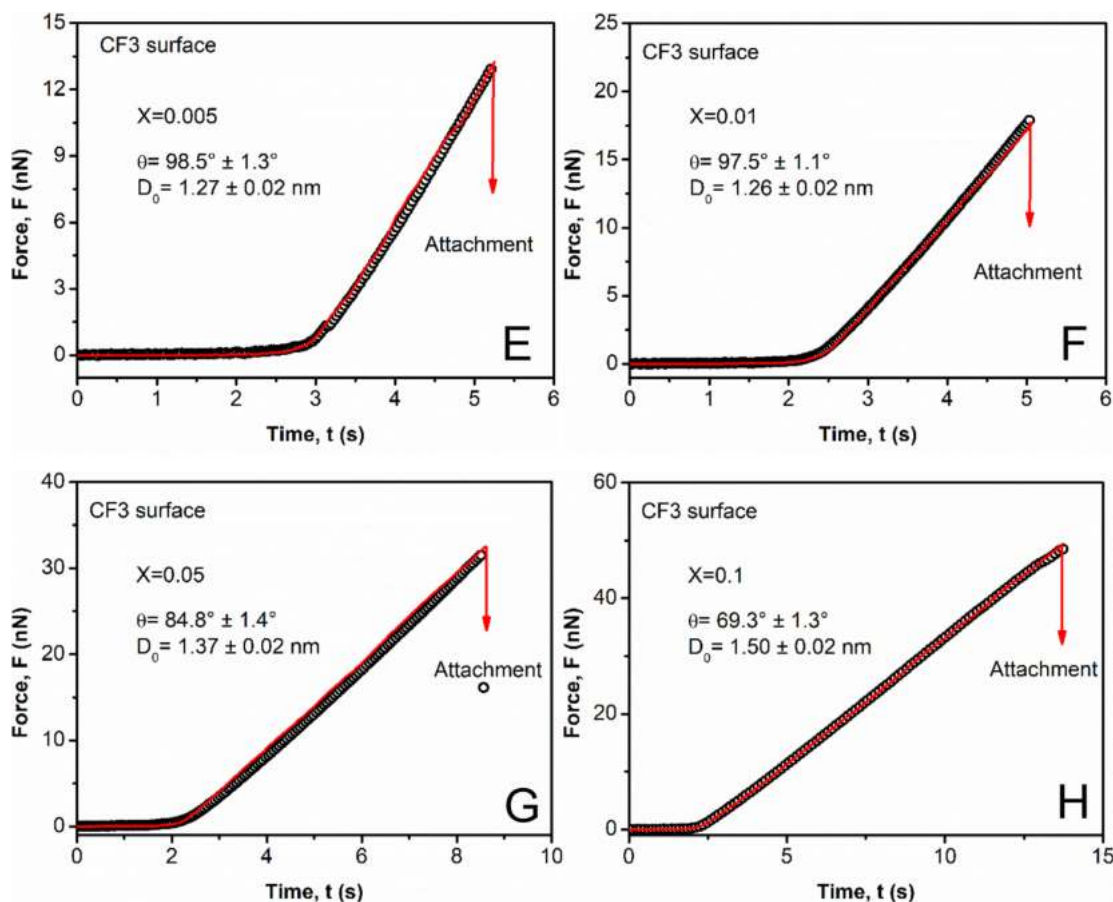 15
12
9
6
3
0
Force, F (nN)
CF3 surface
X=0.005
θ= 98.5° ± 1.3°
D₀= 1.27 ± 0.02 nm
Attachment
E
0 1 2 3 4 5 6
Time, t (s)
25
20
15
10
5
0
Force, F (nN)
CF3 surface
X=0.01
θ= 97.5° ± 1.1°
D₀= 1.26 ± 0.02 nm
Attachment
F
0 1 2 3 4 5 6
Time, t (s)
40
30
20
10
0
Force, F (nN)
CF3 surface
X=0.05
θ= 84.8° ± 1.4°
D₀= 1.37 ± 0.02 nm
Attachment
G
0 2 4 6 8 10
Time, t (s)
60
40
20
0
Force, F (nN)
CF3 surface
X=0.1
θ= 69.3° ± 1.3°
D₀= 1.50 ± 0.02 nm
Attachment
H
0 5 10 15
Time, t (s)